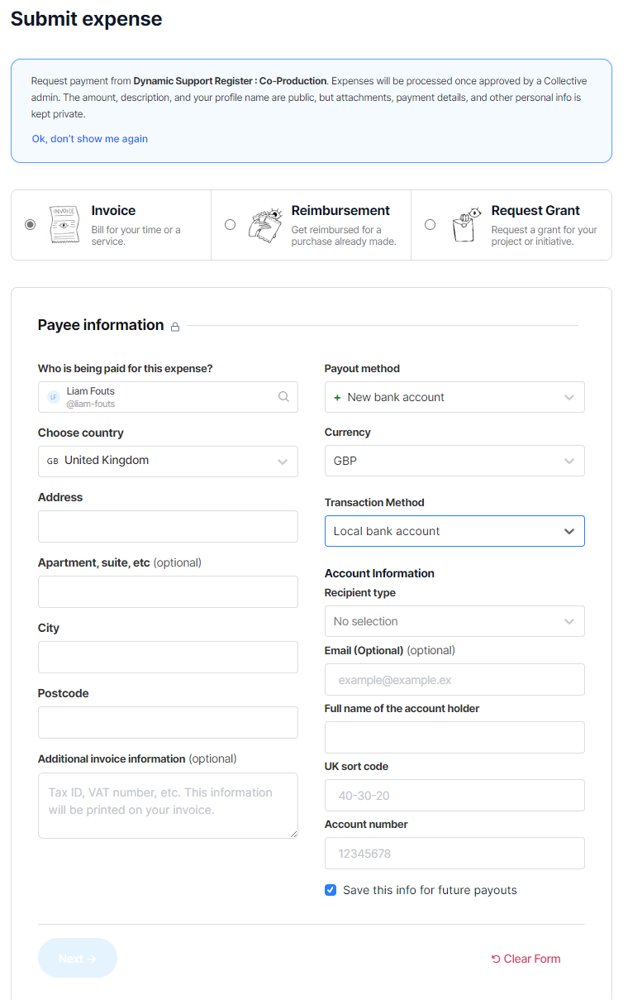 Submit expense
Request payment from Dynamic Support Register : Co-Production. Expenses will be processed once approved by a Collective
admin. The amount, description, and your profile name are public, but attachments, payment details, and other personal info is
kept private.
Ok, don't show me again
INVOICE
Invoice
Bill for your time or a
service.
Reimbursement
Get reimbursed for a
purchase already made.
Request Grant
Request a grant for your
project or initiative.
Payee information
Who is being paid for this expense?
LF
Liam Fouts
@liam-fouts
Choose country
GB United Kingdom
Address
Apartment, suite, etc (optional)
City
Postcode
Additional invoice information (optional)
Tax ID, VAT number, etc. This information
will be printed on your invoice.
Payout method
+ New bank account
Currency
GBP
Transaction Method
Local bank account
Account Information
Recipient type
No selection
Email (Optional) (optional)
example@example.ex
Full name of the account holder
UK sort code
40-30-20
Account number
12345678
Save this info for future payouts
Next →
Clear Form